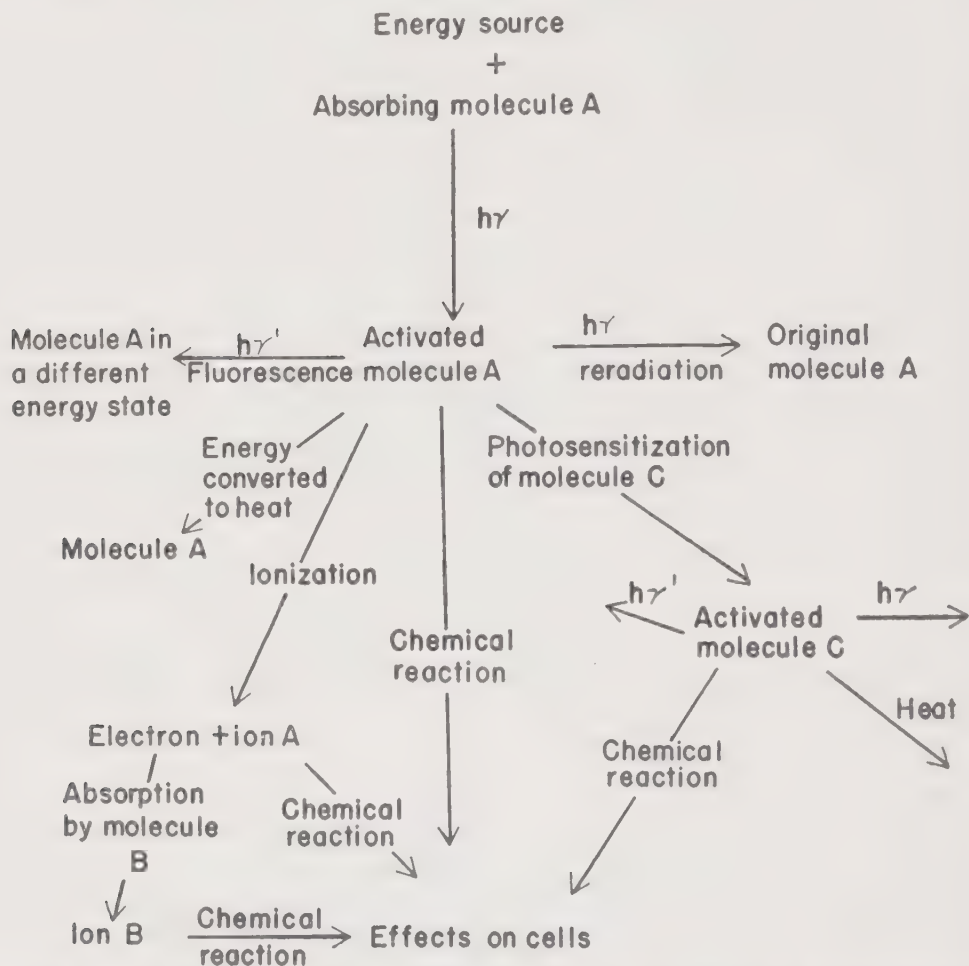 Energy source
+
Absorbing molecule A
hγ
Molecule A in
a different
energy state
hγ'
Fluorescence
Activated
molecule A
hγ
reradiation
Original
molecule A
Energy
converted
to heat
Molecule A
Photosensitization
of molecule C
Ionization
Chemical
reaction
hγ'
Activated
molecule C
hγ
Heat
Electron + ion A
Chemical
reaction
Absorption
by molecule
B
Chemical
reaction
Ion B
Chemical
reaction
Effects on cells